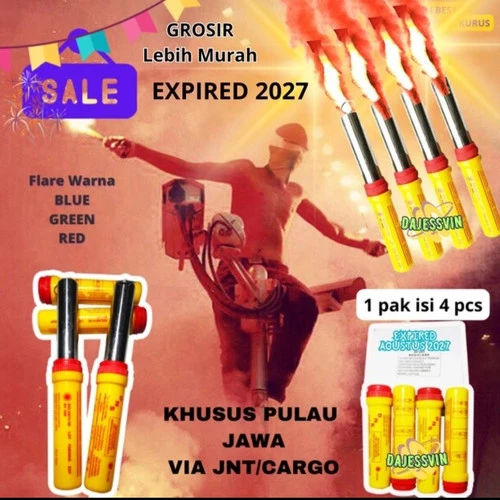 GROSIR
Lebih Murah
SALE
EXPIRED 2027
KURUS
Flare Warna
BLUE
GREEN
RED
DAJESSVIN
1 pak isi 4 pcs
EXPIRED
AGUSTUS 2027
KHUSUS PULAU
JAWA
VIA JNT/CARGO
DAJESSVIN